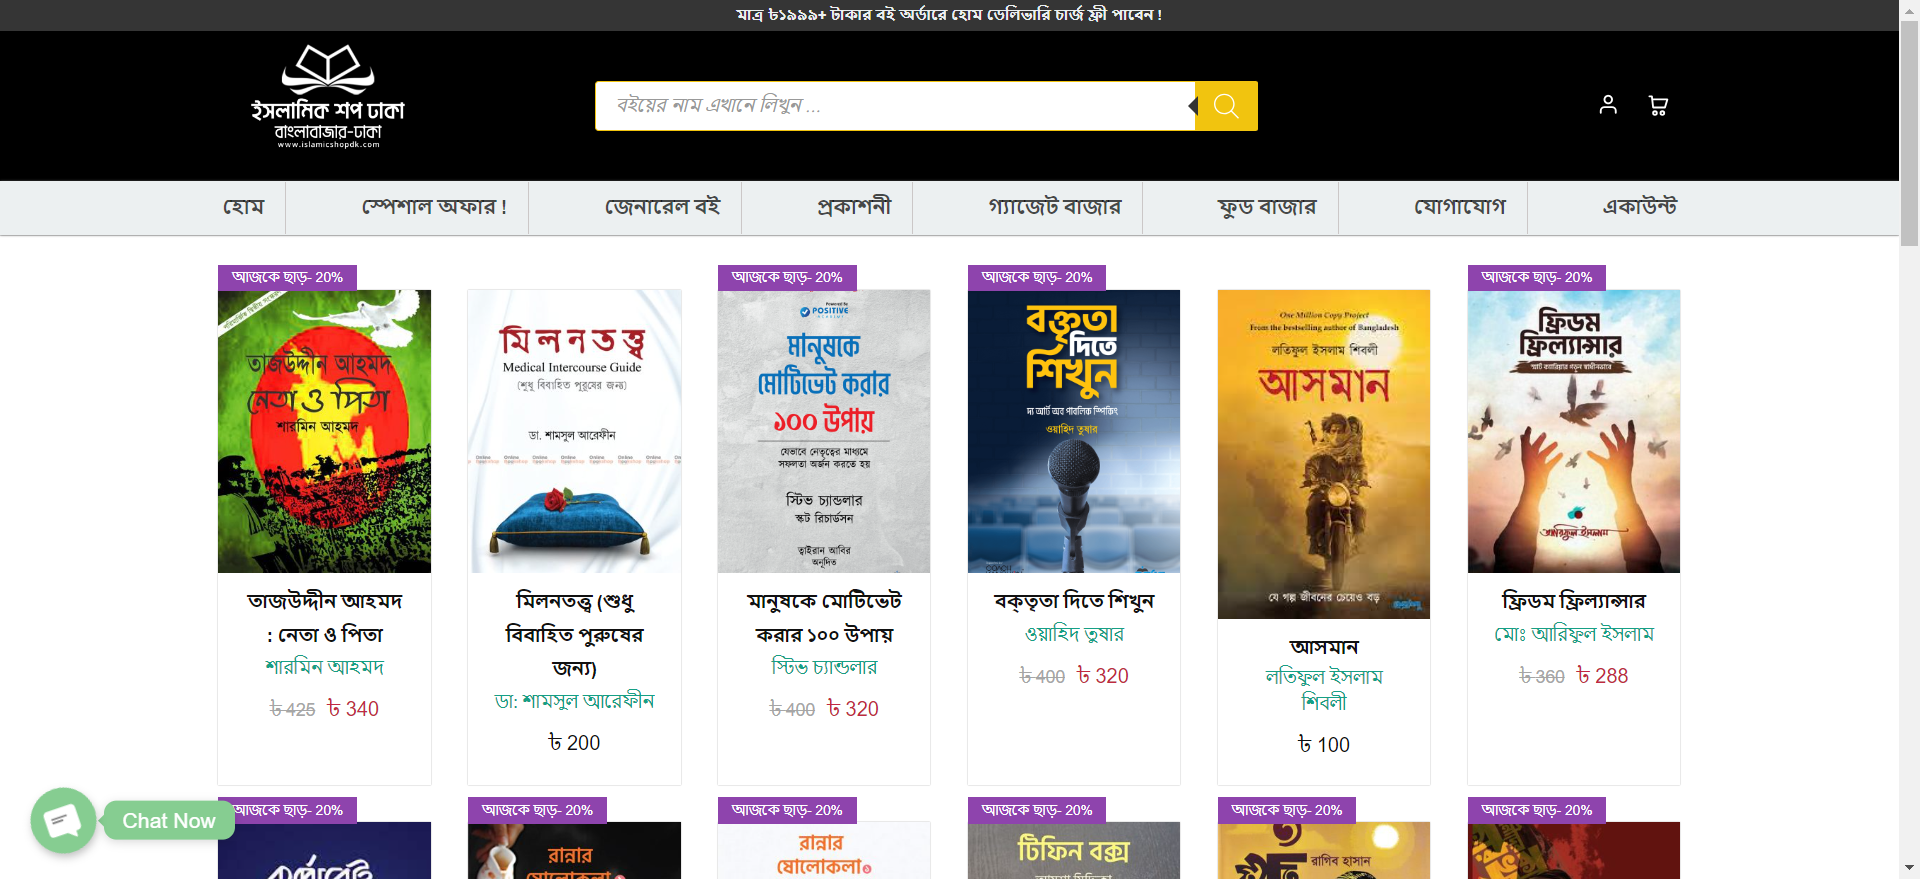 মাত্র ৳১৯৯৯+ টাকার বই অর্ডারে হোম ডেলিভারি চার্জ ফ্রী পাবেন !
ইসলামিক শপ ঢাকা
বাংলাবাজার-ঢাকা
www.islamicshopdk.com
বইয়ের নাম এখানে লিখুন ...
হোম
স্পেশাল অফার !
জেনারেল বই
প্রকাশনী
গ্যাজেট বাজার
ফুড বাজার
যোগাযোগ
একাউন্ট
আজকে ছাড়- 20%
তাজউদ্দীন আহমদ
নেতা ও পিতা
শারমিন আহমদ
তাজউদ্দীন আহমদ
: নেতা ও পিতা
শারমিন আহমদ
৳ 425 ৳ 340
মিলনতত্ত্ব
Medical Intercourse Guide
(শুধু বিবাহিত পুরুষের জন্য)
ডা. শামসুল আরেফীন
মিলনতত্ত্ব (শুধু
বিবাহিত পুরুষের
জন্য)
ডা: শামসুল আরেফীন
৳ 200
আজকে ছাড়- 20%
Powered by
POSITIVE
মানুষকে
মোটিভেট করার
১০০ উপায়
যেভাবে নেতৃত্বের মাধ্যমে
সফলতা অর্জন করতে হয়
স্টিভ চ্যান্ডলার
স্কট রিচার্ডসন
ত্বাইরান আবির
অনূদিত
মানুষকে মোটিভেট
করার ১০০ উপায়
স্টিভ চ্যান্ডলার
৳ 400 ৳ 320
আজকে ছাড়- 20%
বক্তৃতা
দিতে
শিখুন
দ্য আর্ট অব পাবলিক স্পিকিং
ওয়াহিদ তুষার
বক্তৃতা দিতে শিখুন
ওয়াহিদ তুষার
৳ 400 ৳ 320
One Million Copy Project
From the bestselling author of Bangladesh
লতিফুল ইসলাম শিবলী
আসমান
যে গল্প জীবনের চেয়েও বড়
আসমান
লতিফুল ইসলাম
শিবলী
৳ 100
আজকে ছাড়- 20%
ফ্রিডম
ফ্রিল্যান্সার
স্মার্ট ক্যারিয়ার গড়ুন স্বাধীনভাবে
আরিফুল ইসলাম
ফ্রিডম ফ্রিল্যান্সার
মোঃ আরিফুল ইসলাম
৳ 360 ৳ 288
Chat Now
আজকে ছাড়- 20%
আজকে ছাড়- 20%
রান্নার
ষোলোকলা
আজকে ছাড়- 20%
রান্নার
ষোলোকলা
আজকে ছাড়- 20%
টিফিন বক্স
আজকে ছাড়- 20%
রাগিব হাসান
আজকে ছাড়- 20%